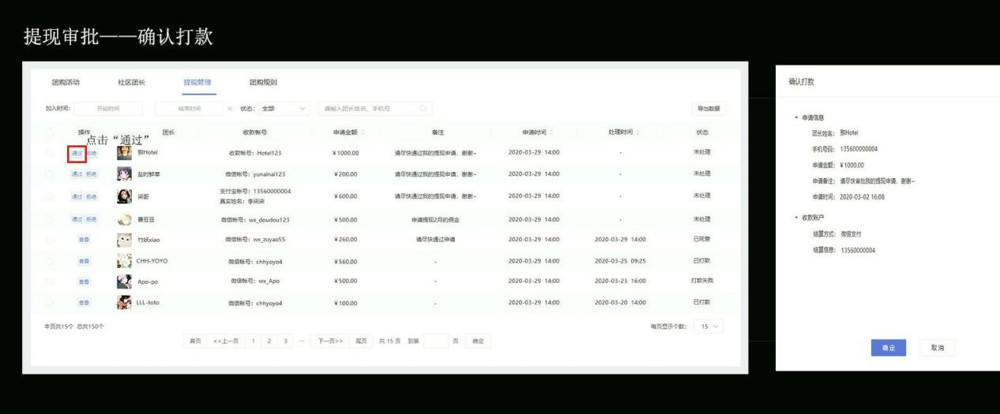 提现审批——确认打款
团购活动 社区团长 提现管理 团购规则
加入时间: 开始时间 - 结束时间 × 状态: 全部 请输入团长姓名、手机号 导出数据
操作 团长 收款帐号 申请金额 备注 申请时间 处理时间 状态
点击“通过”
通过 拒绝 别Hotel 收款帐号: Hotel123 ¥1000.00 请尽快通过我的提现申请，谢谢~ 2020-03-29 14:00 - 未处理
通过 拒绝 盐时鲜草 微信帐号: yunainai123 ¥200.00 请尽快通过我的提现申请，谢谢~ 2020-03-29 14:00 - 未处理
通过 拒绝 柒哥 支付宝帐号: 13560000004 ¥600.00 请尽快通过我的提现申请，谢谢~ 2020-03-29 14:00 - 未处理
真实姓名: 李柒柒
通过 拒绝 豆豆 微信帐号: wx_doudou123 ¥500.00 申请提现2月的佣金 2020-03-29 14:00 - 未处理
查看 竹妖xiao 微信帐号: wx_zuyao55 ¥260.00 请尽快通过申请 2020-03-29 14:00 2020-03-29 14:00 已同意
查看 CHH-YOYO 微信帐号: chhyoyo4 ¥560.00 - 2020-03-29 14:00 2020-03-25 09:25 已打款
查看 Apo-po 微信帐号: wx_Apo ¥500.00 - 2020-03-29 14:00 2020-03-23 16:00 打款失败
查看 LLL-toto 微信帐号: chhyoyo4 ¥100.00 - 2020-03-29 14:00 2020-03-20 14:00 已打款
本页共15个 总共150个 每页显示个数: 15
首页 <<上一页 1 2 3 ··· 下一页>> 尾页 共 15 页 到第 页 确定
确认打款
申请信息
团长姓名: 别Hotel
手机号码: 135600000004
申请金额: ¥1000.00
申请备注: 请尽快审批我的提现申请，谢谢~
申请时间: 2020-03-02 16:08
收款账户
结算方式: 微信支付
结算信息: 13560000004
确定 取消